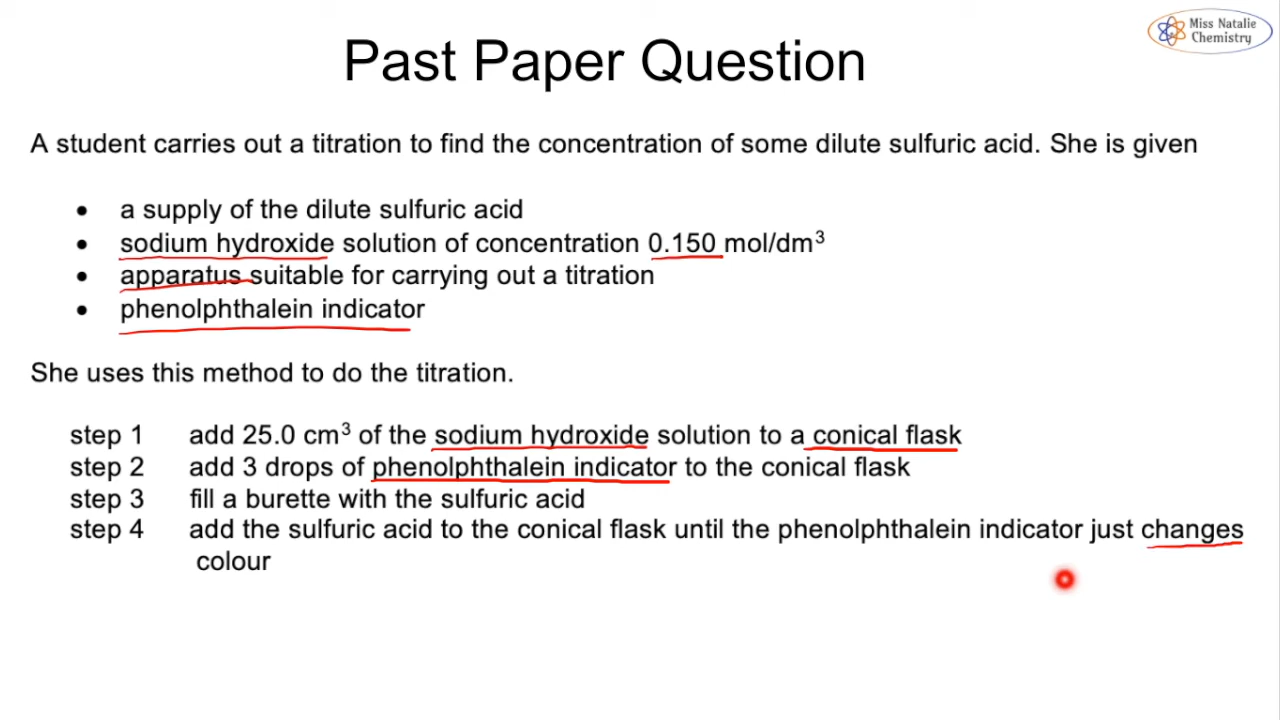 Miss Natalie
Chemistry
Past Paper Question
A student carries out a titration to find the concentration of some dilute sulfuric acid. She is given
• a supply of the dilute sulfuric acid
• sodium hydroxide solution of concentration 0.150 mol/dm³
• apparatus suitable for carrying out a titration
• phenolphthalein indicator
She uses this method to do the titration.
step 1 add 25.0 cm³ of the sodium hydroxide solution to a conical flask
step 2 add 3 drops of phenolphthalein indicator to the conical flask
step 3 fill a burette with the sulfuric acid
step 4 add the sulfuric acid to the conical flask until the phenolphthalein indicator just changes
colour